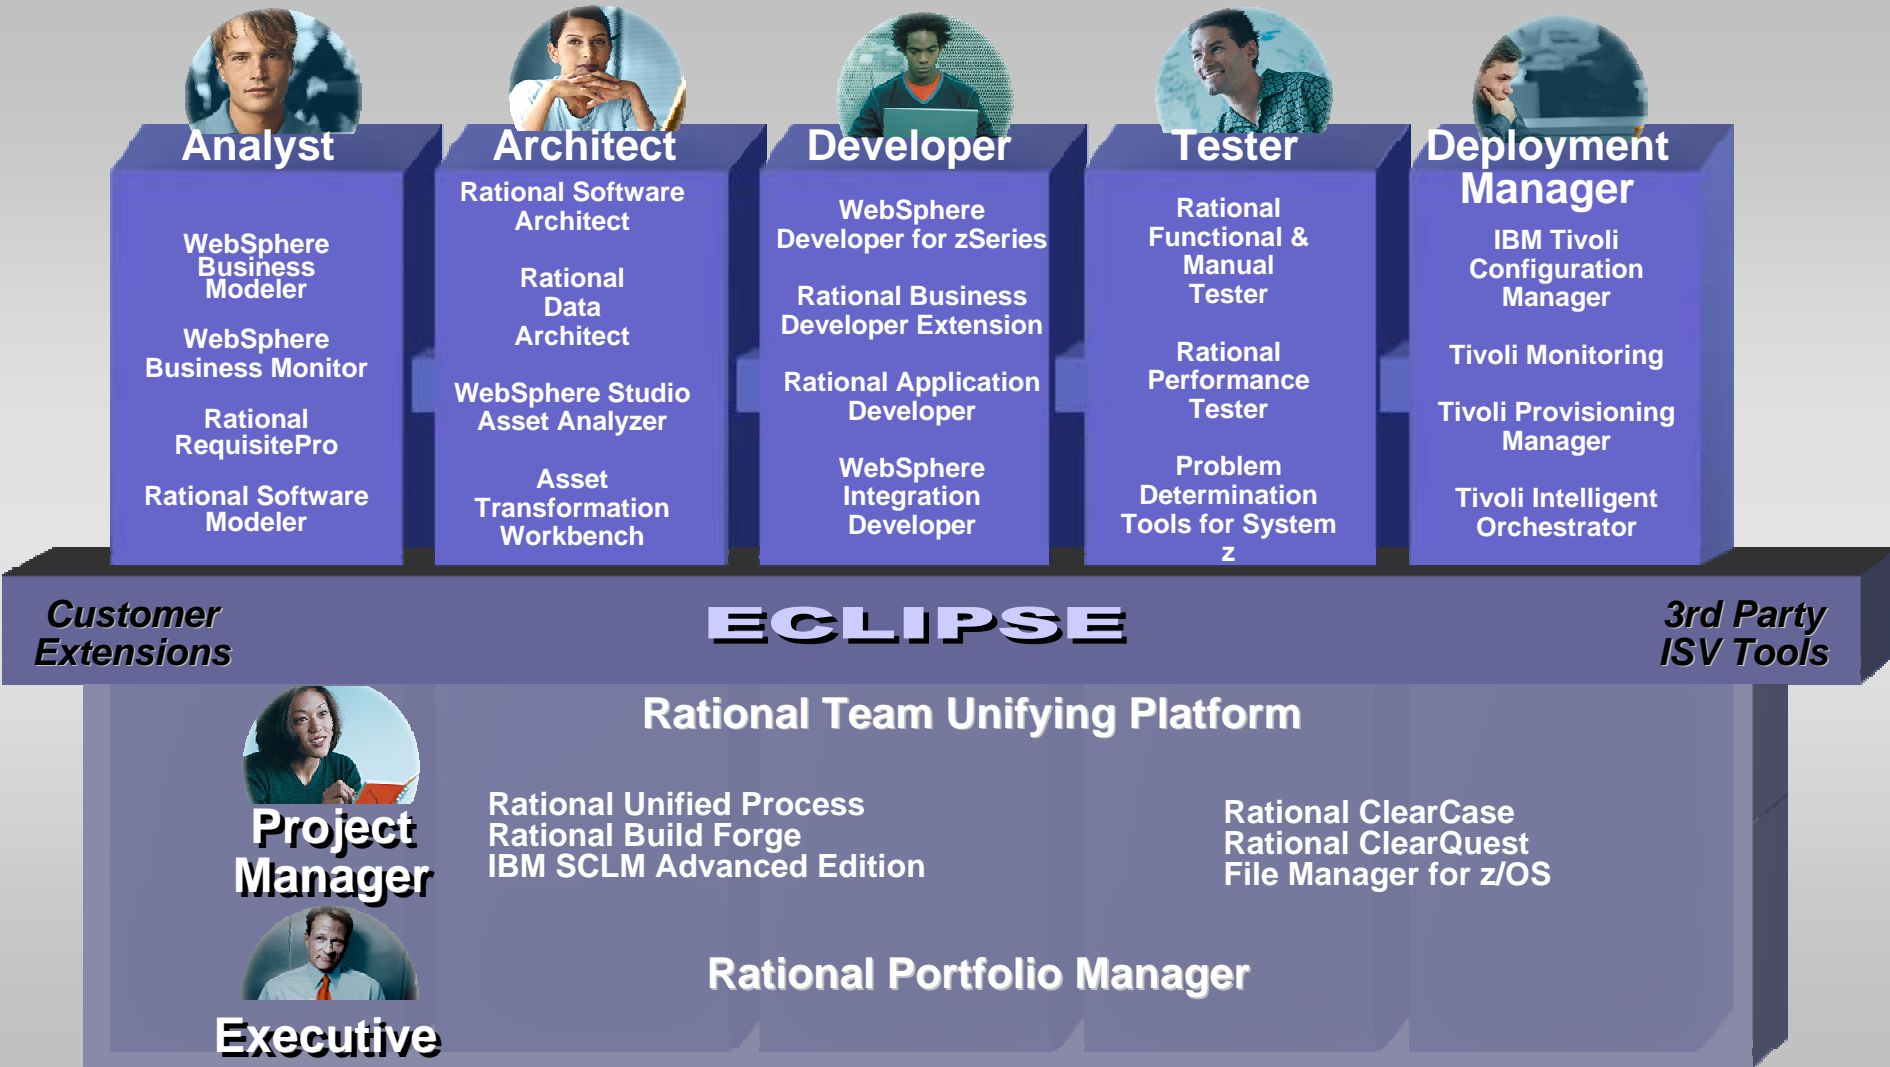 Analyst
WebSphere
Business
Modeler
WebSphere
Business Monitor
Rational
RequisitePro
Rational Software
Modeler
Architect
Rational Software
Architect
Rational
Data
Architect
WebSphere Studio
Asset Analyzer
Asset
Transformation
Workbench
Developer
WebSphere
Developer for zSeries
Rational Business
Developer Extension
Rational Application
Developer
WebSphere
Integration
Developer
Tester
Rational
Functional &
Manual
Tester
Rational
Performance
Tester
Problem
Determination
Tools for System
z
Deployment
Manager
IBM Tivoli
Configuration
Manager
Tivoli Monitoring
Tivoli Provisioning
Manager
Tivoli Intelligent
Orchestrator
Customer
Extensions
ECLIPSE
3rd Party
ISV Tools
Rational Team Unifying Platform
Project
Manager
Rational Unified Process
Rational Build Forge
IBM SCLM Advanced Edition
Rational ClearCase
Rational ClearQuest
File Manager for z/OS
Rational Portfolio Manager
Executive